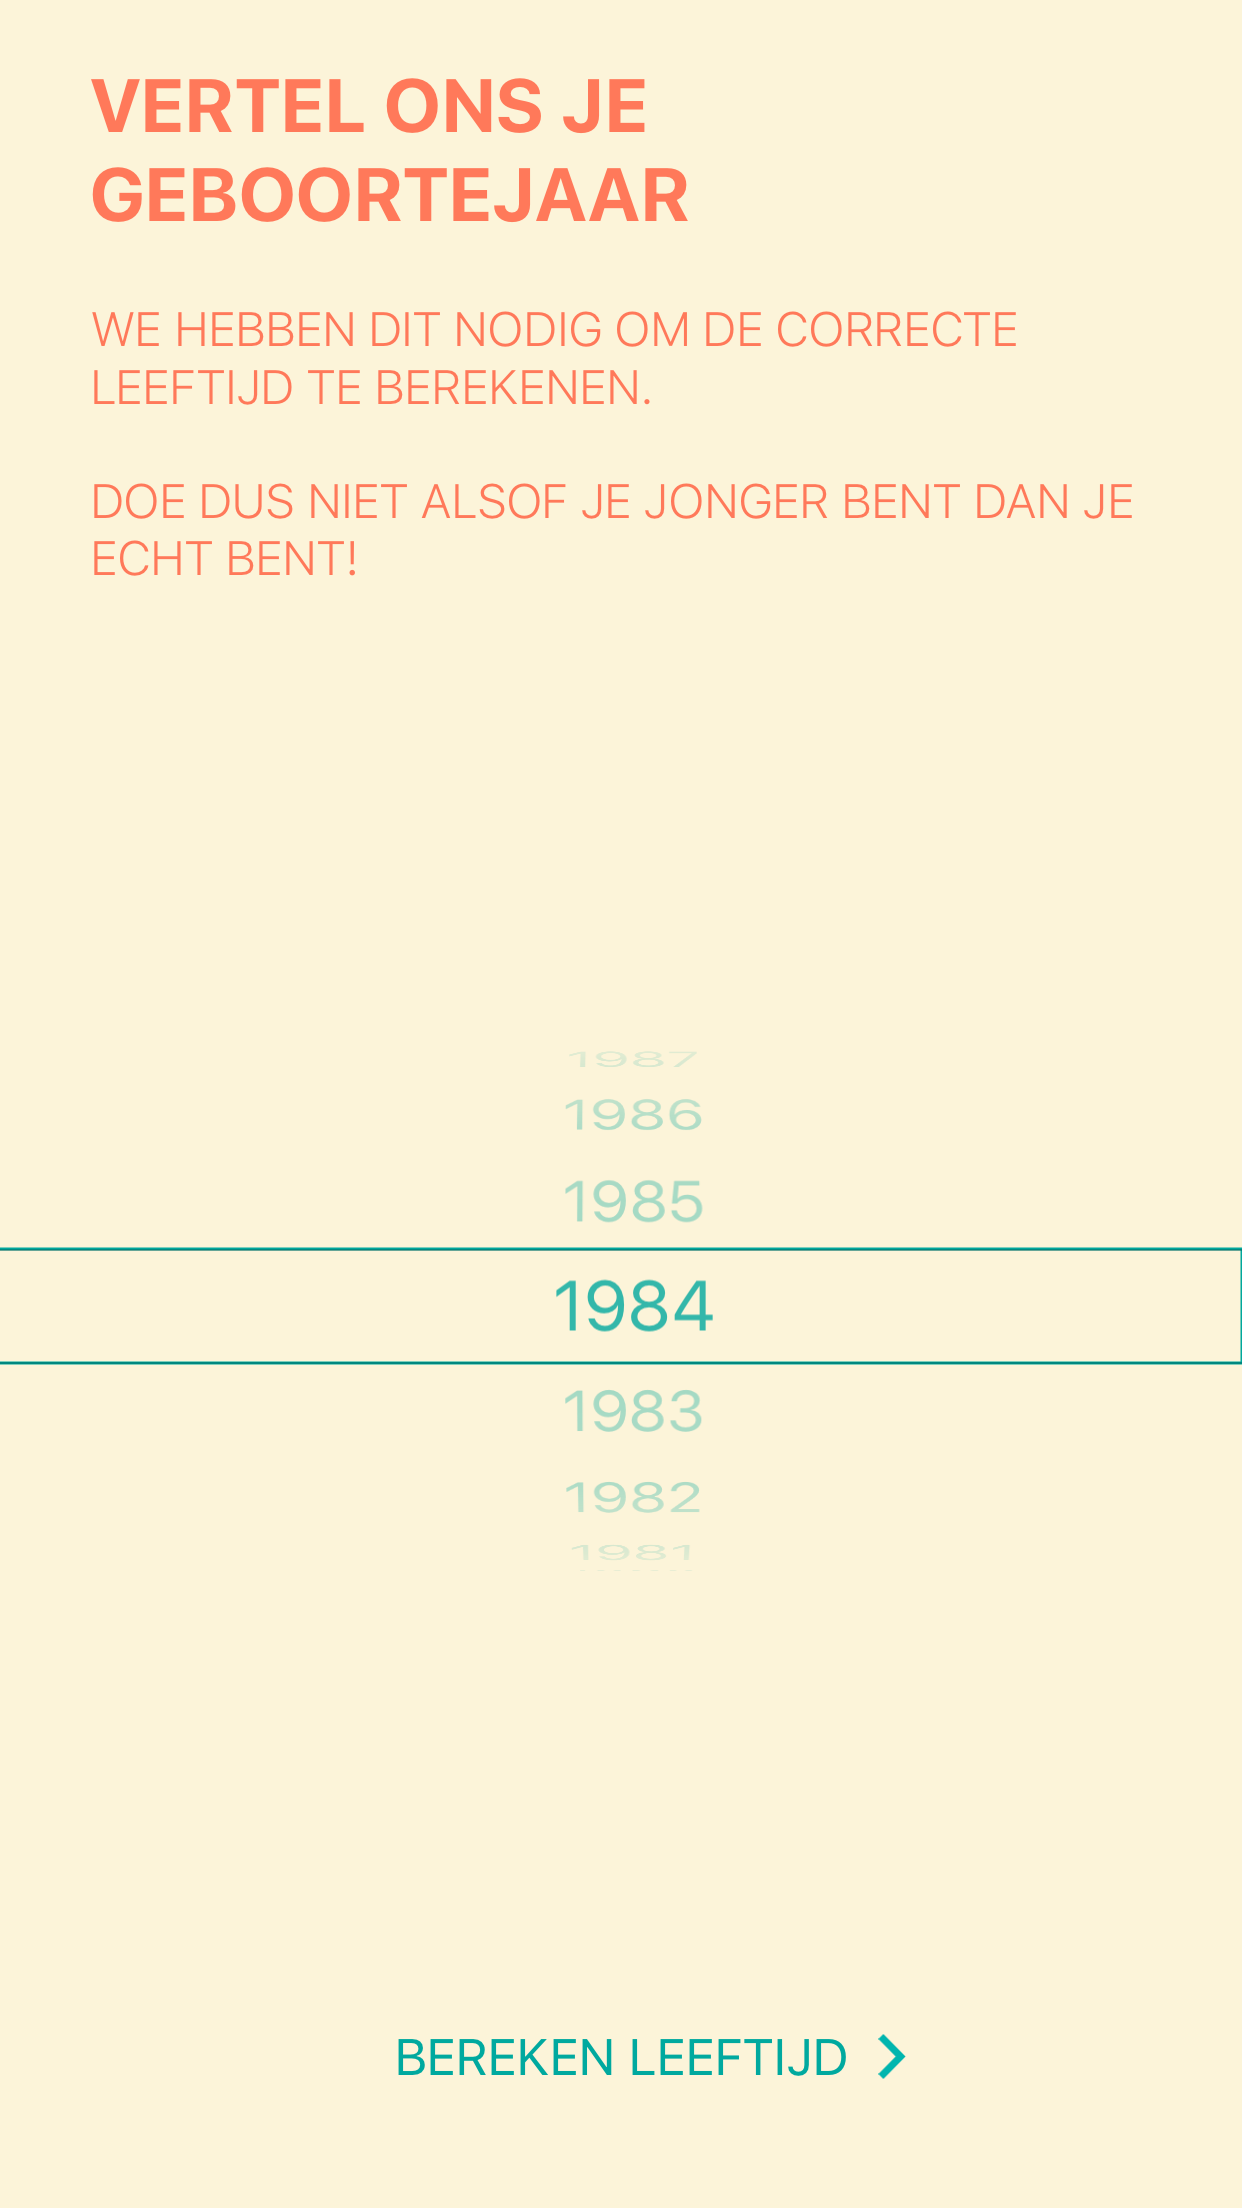 VERTEL ONS JE
GEBOORTEJAAR
WE HEBBEN DIT NODIG OM DE CORRECTE
LEEFTIJD TE BEREKENEN.
DOE DUS NIET ALSOF JE JONGER BENT DAN JE
ECHT BENT!
1987
1986
1985
1984
1983
1982
1981
BEREKEN LEEFTIJD